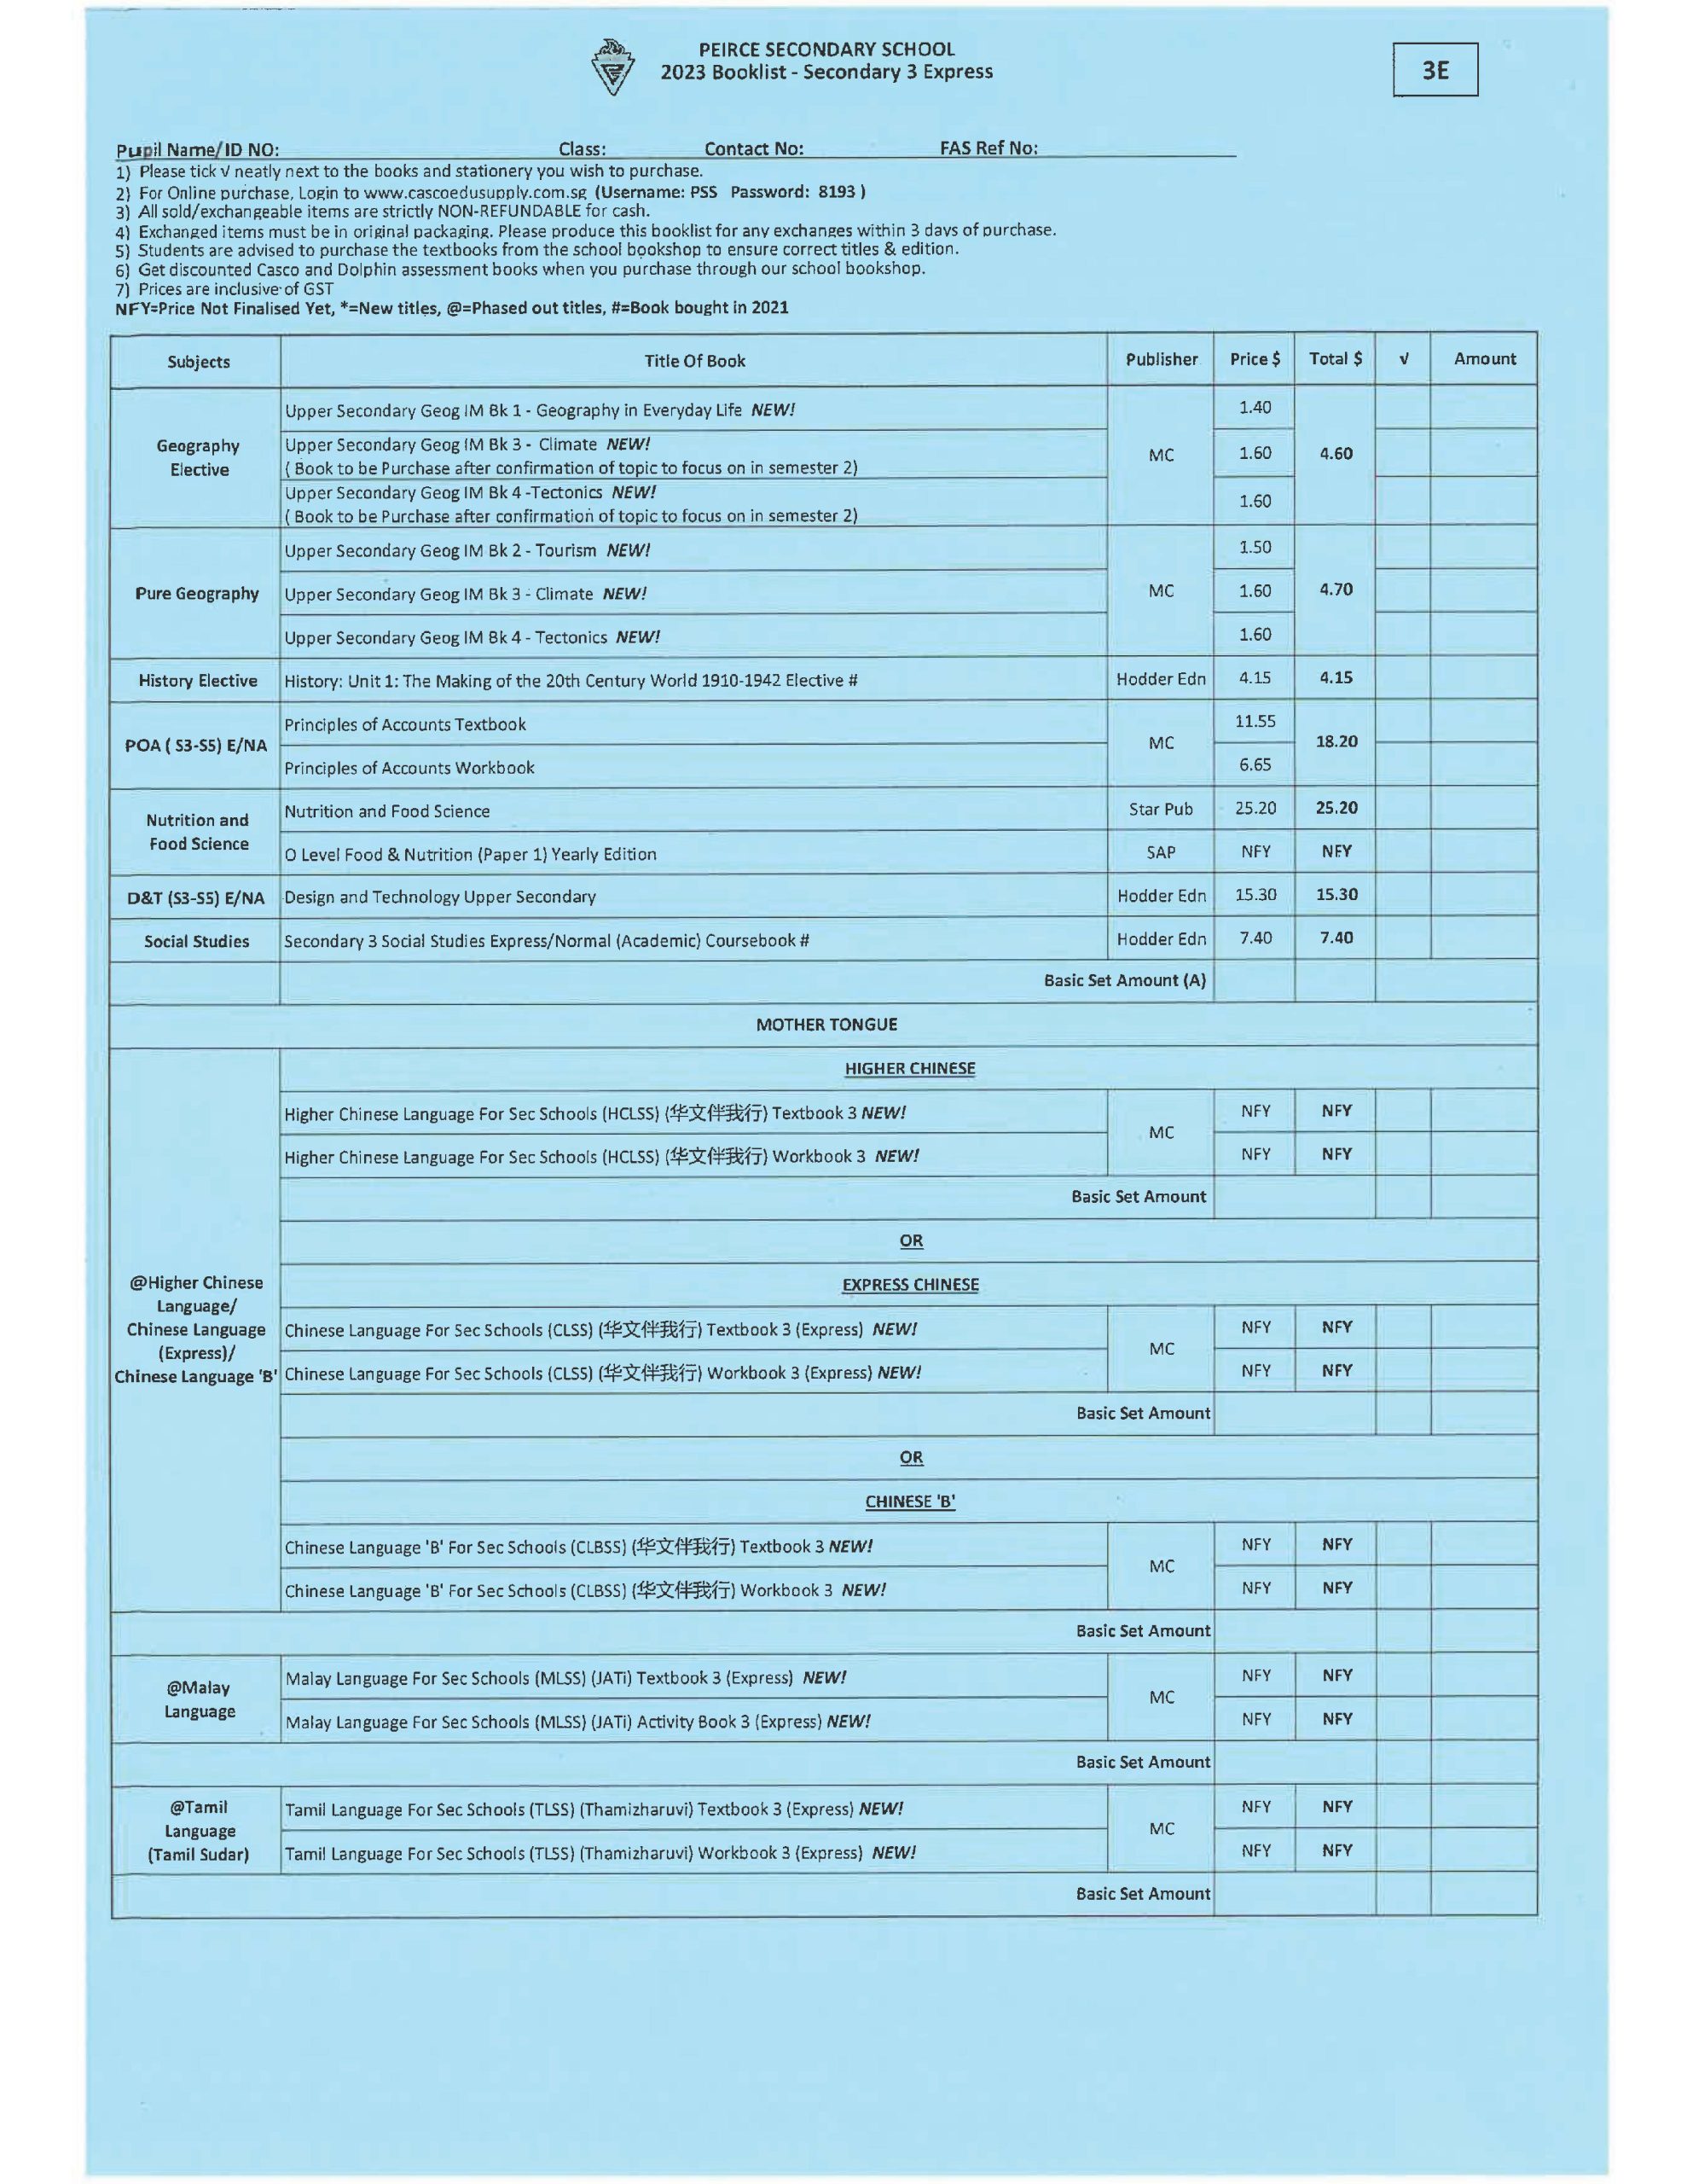 PEIRCE SECONDARY SCHOOL
2023 Booklist - Secondary 3 Express
3E
Pupil Name/ID NO: Class: Contact No: FAS Ref No:
1) Please tick √ neatly next to the books and stationery you wish to purchase.
2) For Online purchase, Login to www.cascoedusupply.com.sg (Username: PSS Password: 8193 )
3) All sold/exchangeable items are strictly NON-REFUNDABLE for cash.
4) Exchanged items must be in original packaging. Please produce this booklist for any exchanges within 3 days of purchase.
5) Students are advised to purchase the textbooks from the school bookshop to ensure correct titles & edition.
6) Get discounted Casco and Dolphin assessment books when you purchase through our school bookshop.
7) Prices are inclusive of GST
NFY=Price Not Finalised Yet, *=New titles, @=Phased out titles, #=Book bought in 2021
Subjects Title Of Book Publisher Price $ Total $ √ Amount
Geography Elective
Upper Secondary Geog IM Bk 1 - Geography in Everyday Life NEW! MC 1.40 4.60
Upper Secondary Geog IM Bk 3 - Climate NEW!
( Book to be Purchase after confirmation of topic to focus on in semester 2) 1.60
Upper Secondary Geog IM Bk 4 -Tectonics NEW!
( Book to be Purchase after confirmation of topic to focus on in semester 2) 1.60
Pure Geography
Upper Secondary Geog IM Bk 2 - Tourism NEW! MC 1.50 4.70
Upper Secondary Geog IM Bk 3 - Climate NEW! 1.60
Upper Secondary Geog IM Bk 4 - Tectonics NEW! 1.60
History Elective History: Unit 1: The Making of the 20th Century World 1910-1942 Elective # Hodder Edn 4.15 4.15
POA ( S3-S5) E/NA
Principles of Accounts Textbook MC 11.55 18.20
Principles of Accounts Workbook 6.65
Nutrition and Food Science
Nutrition and Food Science Star Pub 25.20 25.20
O Level Food & Nutrition (Paper 1) Yearly Edition SAP NFY NFY
D&T (S3-S5) E/NA Design and Technology Upper Secondary Hodder Edn 15.30 15.30
Social Studies Secondary 3 Social Studies Express/Normal (Academic) Coursebook # Hodder Edn 7.40 7.40
Basic Set Amount (A)
MOTHER TONGUE
@Higher Chinese
Language/
Chinese Language
(Express)/
Chinese Language 'B'
HIGHER CHINESE
Higher Chinese Language For Sec Schools (HCLSS) (华文伴我行) Textbook 3 NEW! MC NFY NFY
Higher Chinese Language For Sec Schools (HCLSS) (华文伴我行) Workbook 3 NEW! NFY NFY
Basic Set Amount
OR
EXPRESS CHINESE
Chinese Language For Sec Schools (CLSS) (华文伴我行) Textbook 3 (Express) NEW! MC NFY NFY
Chinese Language For Sec Schools (CLSS) (华文伴我行) Workbook 3 (Express) NEW! NFY NFY
Basic Set Amount
OR
CHINESE 'B'
Chinese Language 'B' For Sec Schools (CLBSS) (华文伴我行) Textbook 3 NEW! MC NFY NFY
Chinese Language 'B' For Sec Schools (CLBSS) (华文伴我行) Workbook 3 NEW! NFY NFY
Basic Set Amount
@Malay
Language
Malay Language For Sec Schools (MLSS) (JATi) Textbook 3 (Express) NEW! MC NFY NFY
Malay Language For Sec Schools (MLSS) (JATi) Activity Book 3 (Express) NEW! NFY NFY
Basic Set Amount
@Tamil
Language
(Tamil Sudar)
Tamil Language For Sec Schools (TLSS) (Thamizharuvi) Textbook 3 (Express) NEW! MC NFY NFY
Tamil Language For Sec Schools (TLSS) (Thamizharuvi) Workbook 3 (Express) NEW! NFY NFY
Basic Set Amount